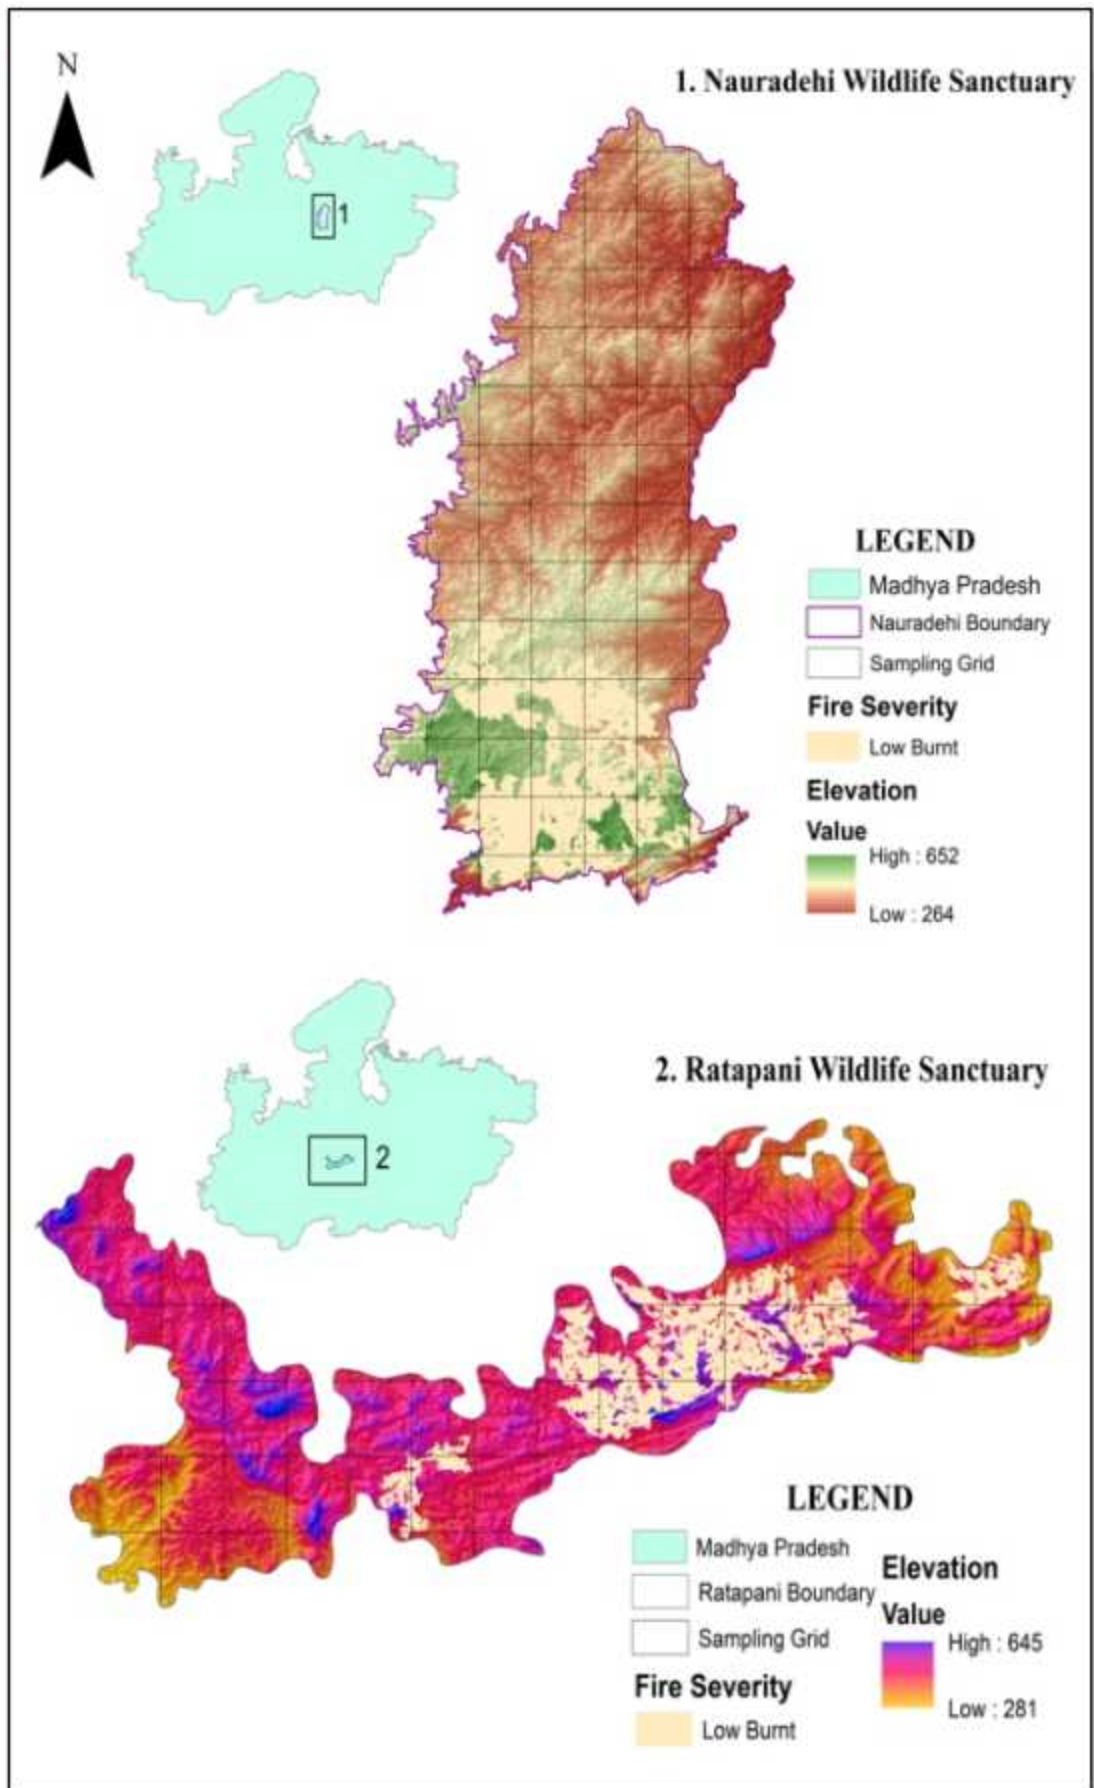 N
1. Nauradehi Wildlife Sanctuary
1
LEGEND
Madhya Pradesh
Nauradehi Boundary
Sampling Grid
Fire Severity
Low Burnt
Elevation
Value
High : 652
Low : 264
2. Ratapani Wildlife Sanctuary
2
LEGEND
Madhya Pradesh
Ratapani Boundary
Sampling Grid
Fire Severity
Low Burnt
Elevation
Value
High : 645
Low : 281